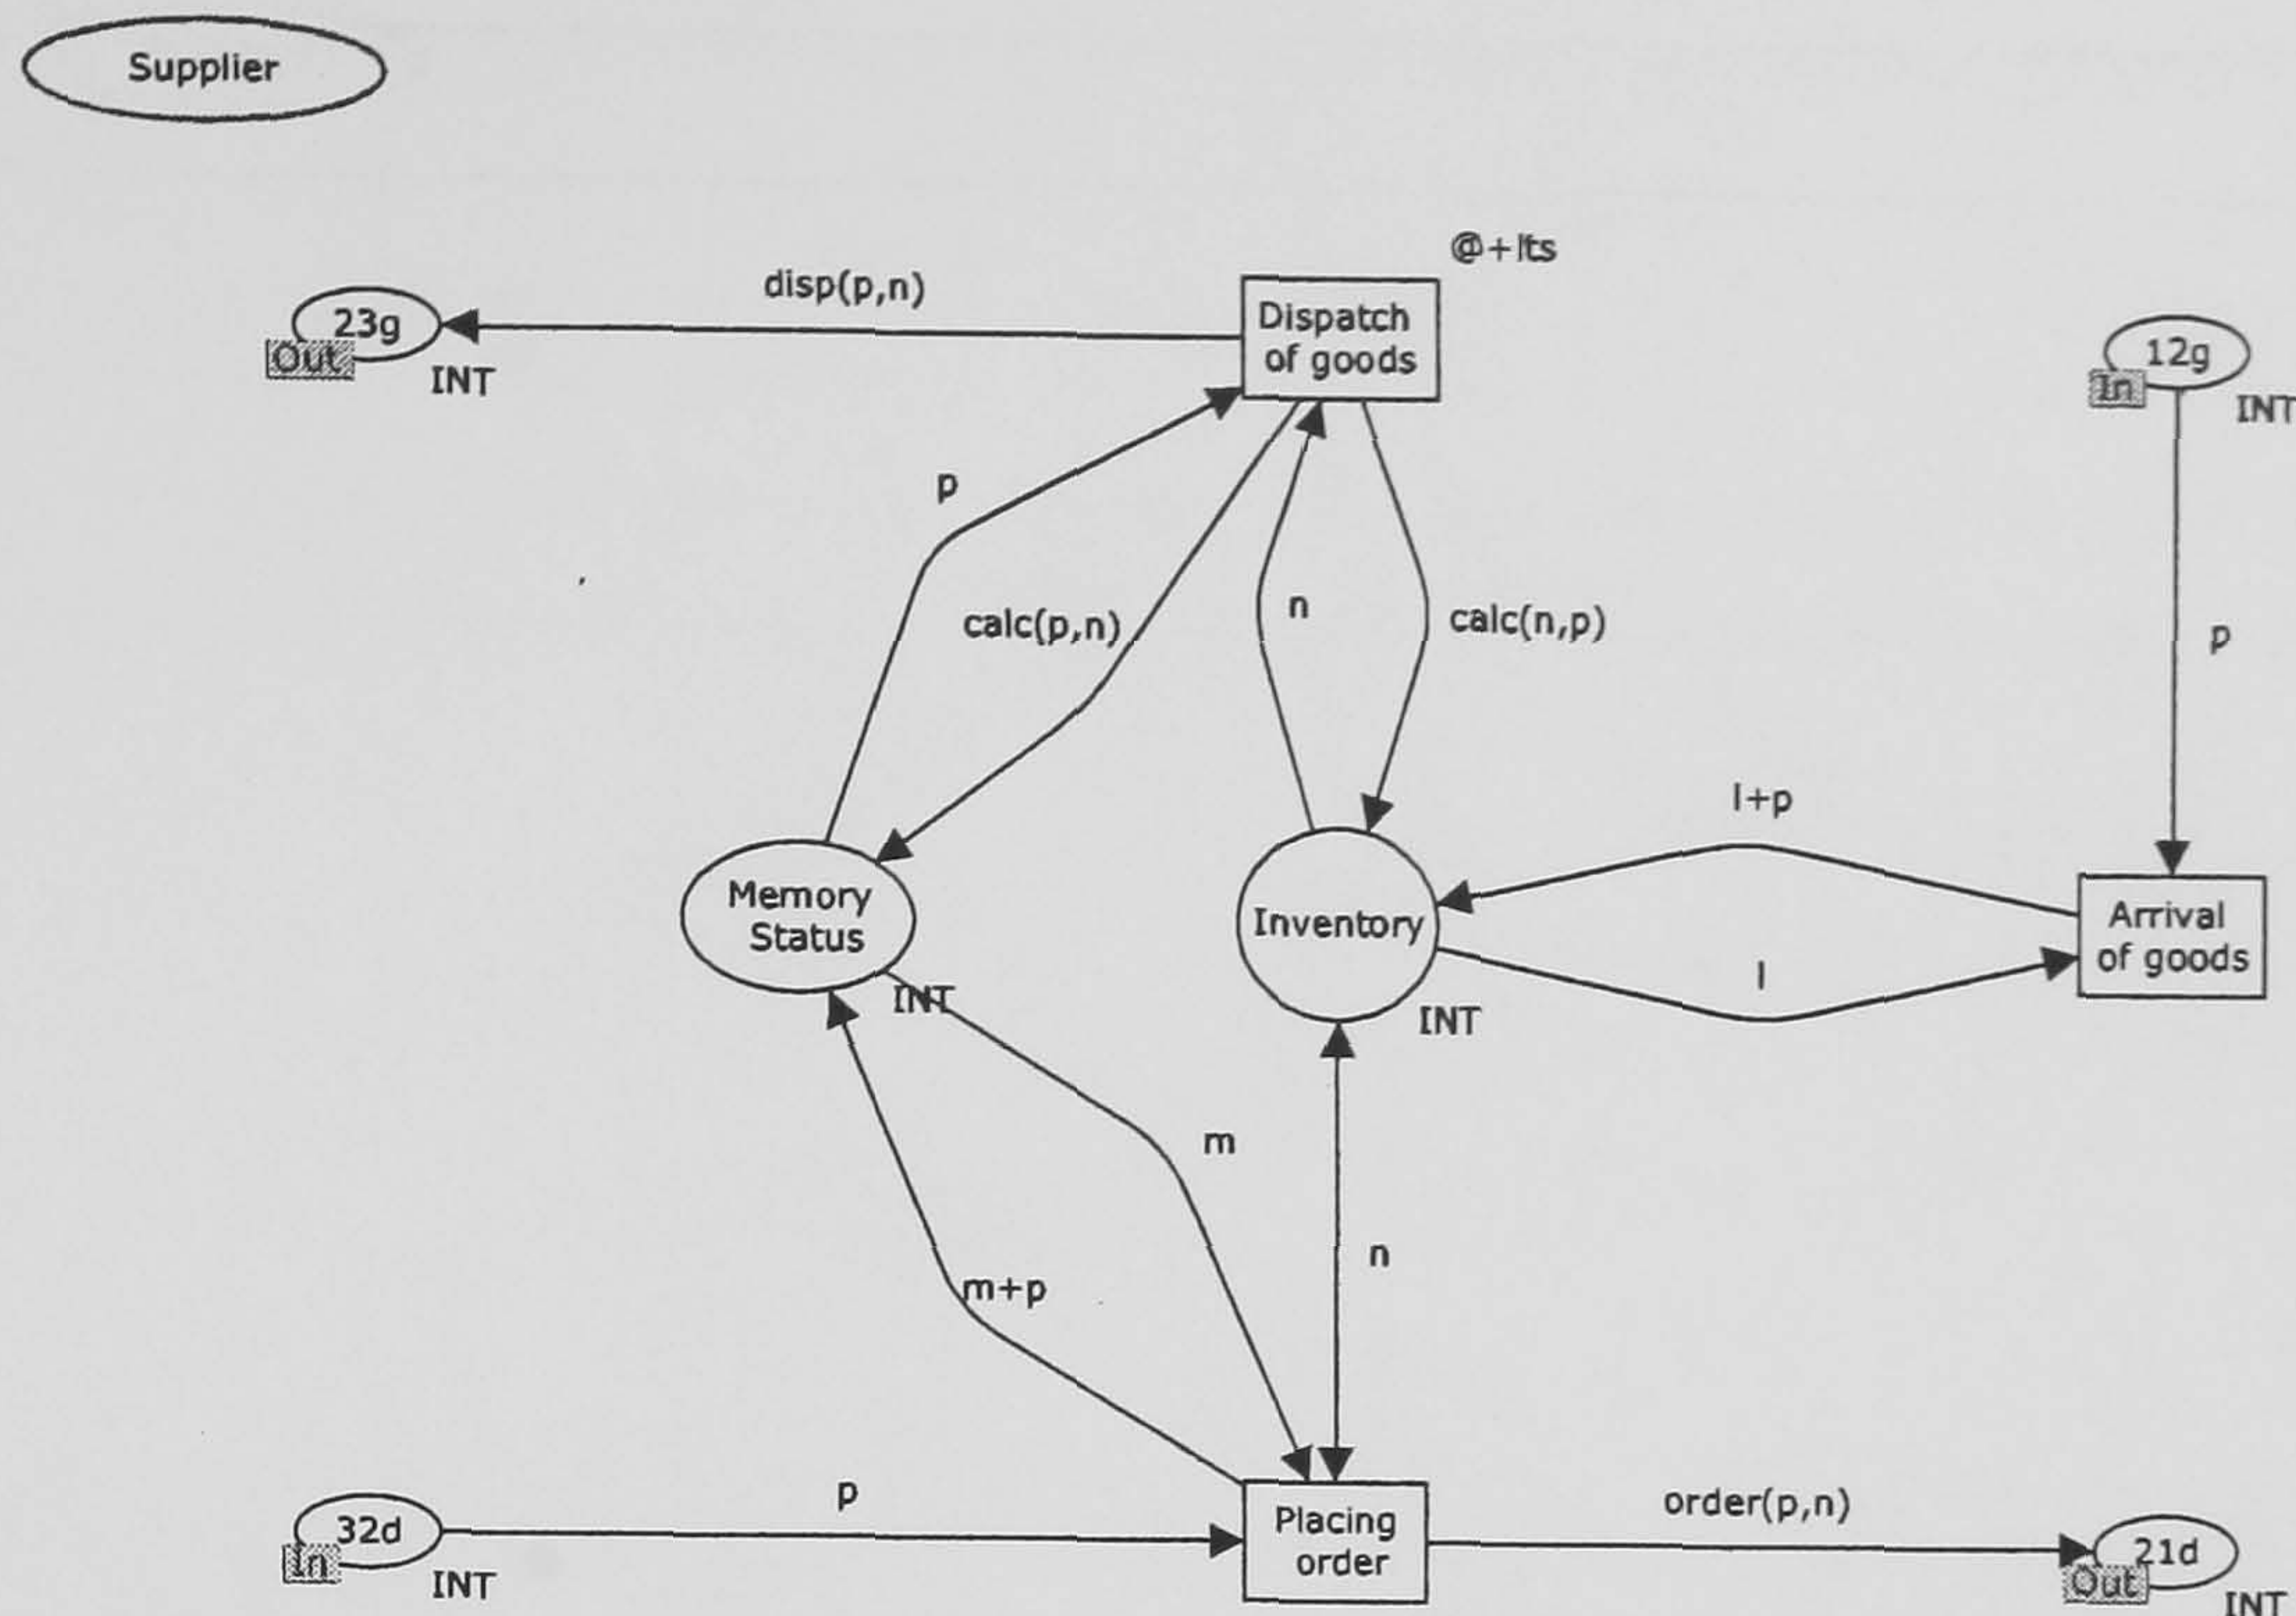 Supplier
@+lts
disp(p,n)
23g
Out
INT
Dispatch
of goods
12g
In
INT
p
calc(p,n)
n
calc(n,p)
p
l+p
Memory
Status
INT
Inventory
INT
l
Arrival
of goods
m
n
m+p
p
32d
In
INT
Placing
order
order(p,n)
21d
Out
INT